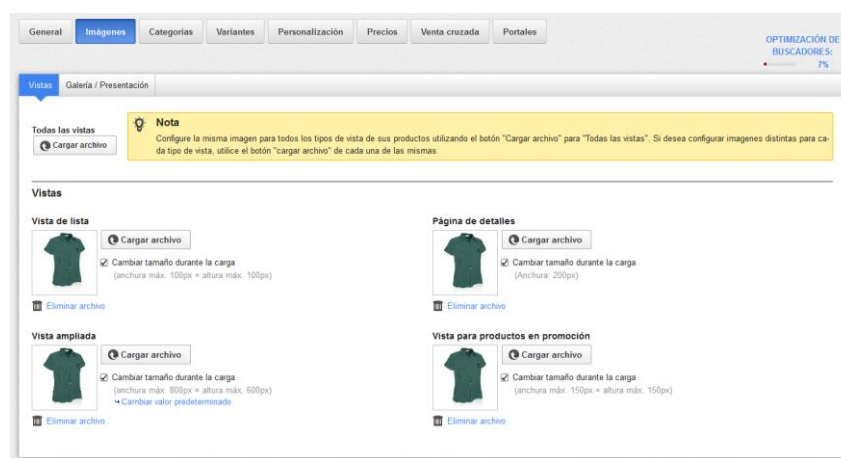 General Imágenes Categorías Variantes Personalización Precios Venta cruzada Portales
OPTIMIZACIÓN DE
BUSCADORES:
7%
Vistas Galería / Presentación
Todas las vistas
Cargar archivo
Nota
Configure la misma imagen para todos los tipos de vista de sus productos utilizando el botón "Cargar archivo" para "Todas las vistas". Si desea configurar imagenes distintas para ca-
da tipo de vista, utilice el botón "cargar archivo" de cada una de las mismas.
Vistas
Vista de lista
Cargar archivo
Cambiar tamaño durante la carga
(anchura máx. 100px × altura máx. 100px)
Eliminar archivo
Página de detalles
Cargar archivo
Cambiar tamaño durante la carga
(Anchura: 200px)
Eliminar archivo
Vista ampliada
Cargar archivo
Cambiar tamaño durante la carga
(anchura máx. 800px × altura máx. 600px)
Cambiar valor predeterminado
Eliminar archivo
Vista para productos en promoción
Cargar archivo
Cambiar tamaño durante la carga
(anchura máx. 150px × altura máx. 150px)
Eliminar archivo